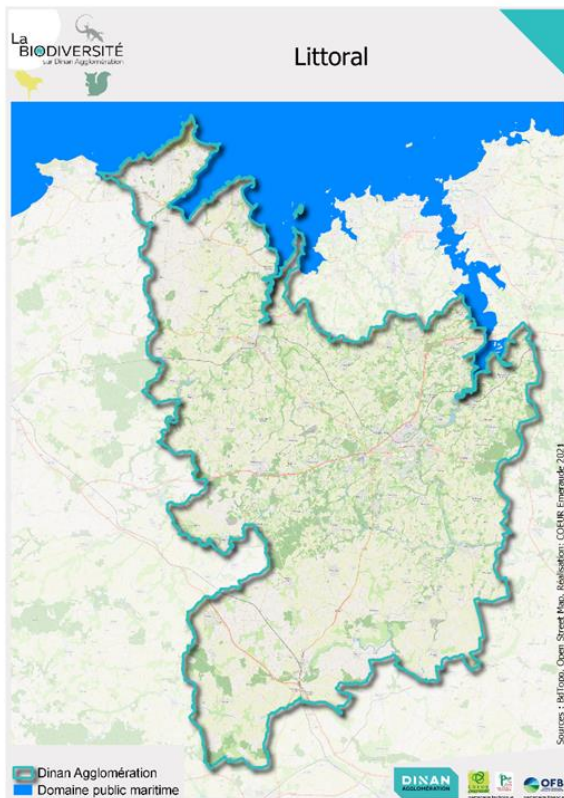 La
BIODIVERSITÉ
sur Dinan Agglomération
Littoral
Sources : BdTopo, Open Street Map, Réalisation: COEUR Emeraude 2021
Dinan Agglomération
Domaine public maritime
DINAN
AGGLOMÉRATION
OFB